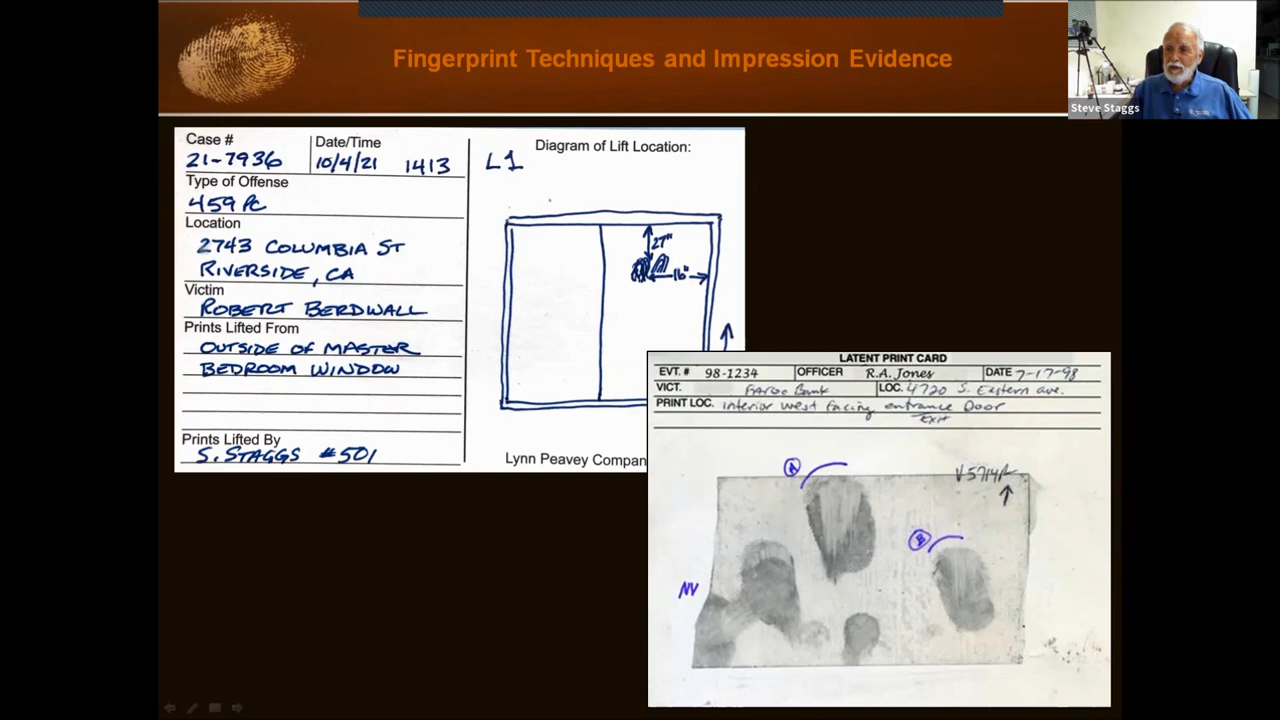 Fingerprint Techniques and Impression Evidence
Steve Staggs
Case #
21-7936
Date/Time
10/4/21 1413
Type of Offense
459 PC
Location
2743 COLUMBIA ST
RIVERSIDE, CA
Victim
ROBERT BERDWALL
Prints Lifted From
OUTSIDE OF MASTER
BEDROOM WINDOW
Prints Lifted By
S. STAGGS #501
L1
Diagram of Lift Location:
27"
16"
Lynn Peavey Compan
LATENT PRINT CARD
EVT. # 98-1234 OFFICER R.A. Jones DATE 7-17-98
VICT. Fargo Bank LOC. 4720 S. Eastern ave.
PRINT LOC. interior west facing entrance Door
Exit
A
B
NV